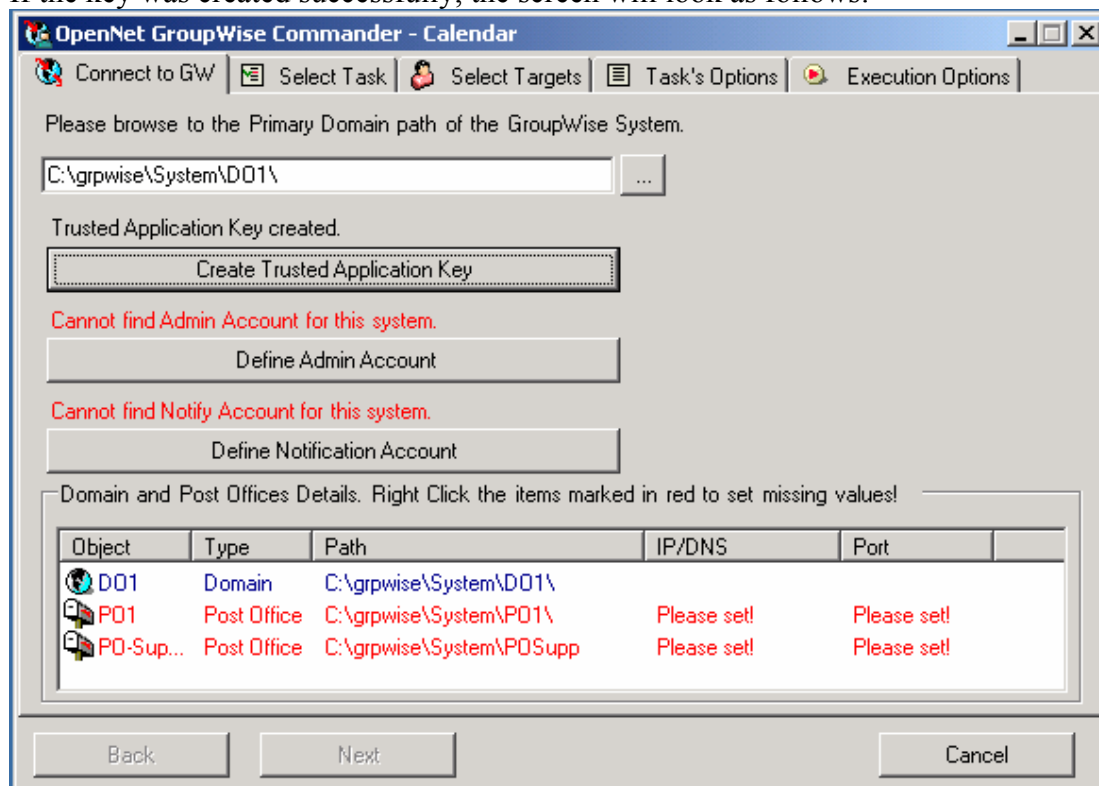 If the key was created successfully, the screen will look as follows:
OpenNet GroupWise Commander - Calendar
Connect to GW Select Task Select Targets Task's Options Execution Options
Please browse to the Primary Domain path of the GroupWise System.
C:\grpwise\System\DO1\ ...
Trusted Application Key created.
Create Trusted Application Key
Cannot find Admin Account for this system.
Define Admin Account
Cannot find Notify Account for this system.
Define Notification Account
Domain and Post Offices Details. Right Click the items marked in red to set missing values!
Object Type Path IP/DNS Port
DO1 Domain C:\grpwise\System\DO1\
PO1 Post Office C:\grpwise\System\PO1\ Please set! Please set!
PO-Sup... Post Office C:\grpwise\System\POSupp Please set! Please set!
Back Next Cancel